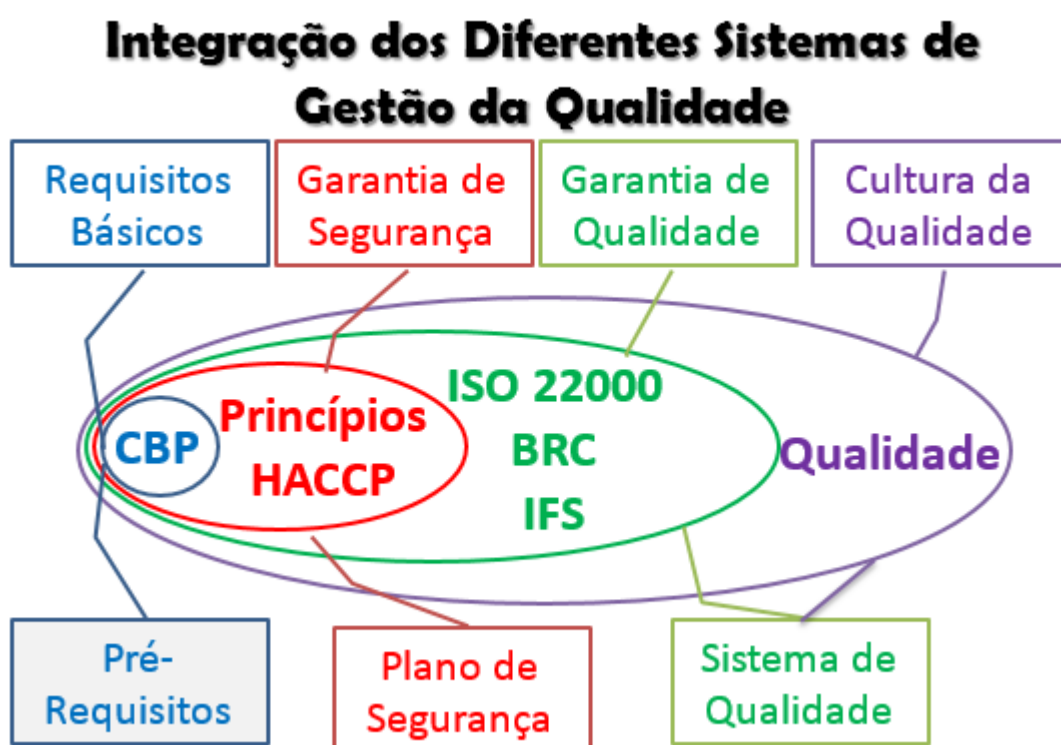 Integração dos Diferentes Sistemas de
Gestão da Qualidade
Requisitos
Básicos
Garantia de
Segurança
Garantia de
Qualidade
Cultura da
Qualidade
CBP
Princípios
HACCP
ISO 22000
BRC
IFS
Qualidade
Pré-
Requisitos
Plano de
Segurança
Sistema de
Qualidade